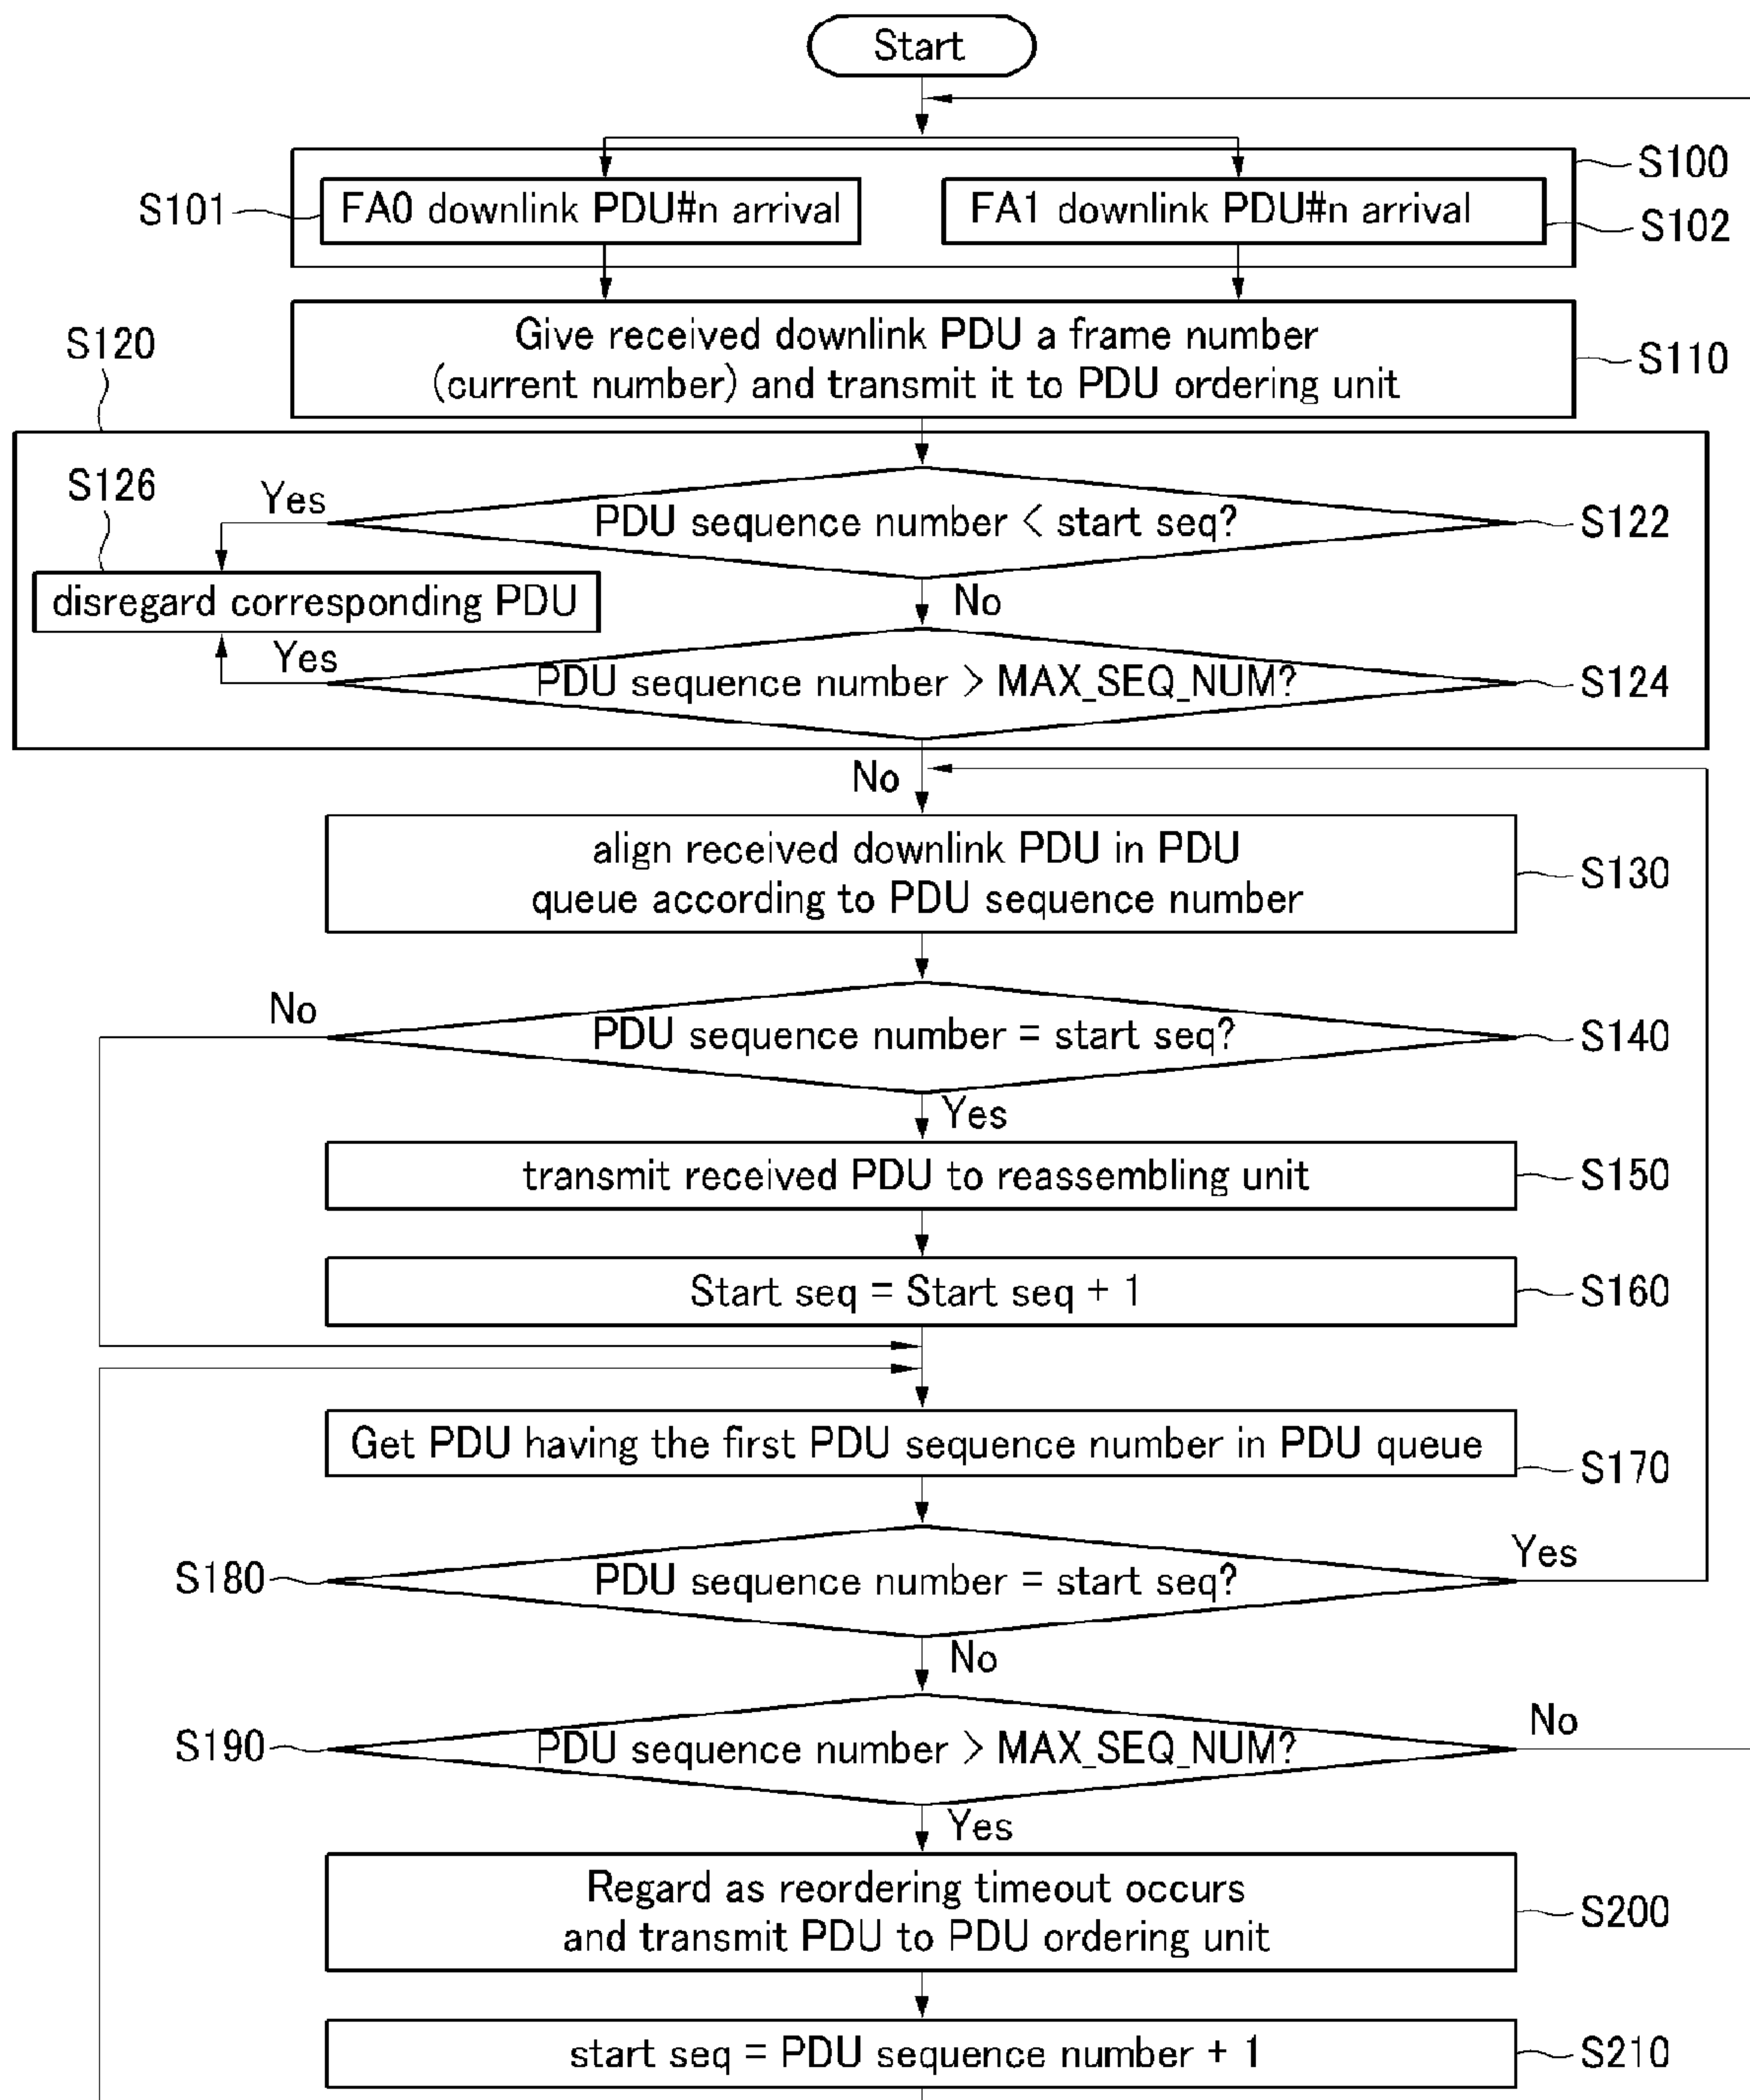 Start
S100
S101
FA0 downlink PDU#n arrival
FA1 downlink PDU#n arrival
S102
Give received downlink PDU a frame number
(current number) and transmit it to PDU ordering unit
S110
S120
S126
Yes
PDU sequence number < start seq?
S122
disregard corresponding PDU
No
Yes
PDU sequence number > MAX_SEQ_NUM?
S124
No
align received downlink PDU in PDU
queue according to PDU sequence number
S130
No
PDU sequence number = start seq?
S140
Yes
transmit received PDU to reassembling unit
S150
Start seq = Start seq + 1
S160
Get PDU having the first PDU sequence number in PDU queue
S170
S180
PDU sequence number = start seq?
Yes
No
S190
PDU sequence number > MAX_SEQ_NUM?
No
Yes
Regard as reordering timeout occurs
and transmit PDU to PDU ordering unit
S200
start seq = PDU sequence number + 1
S210